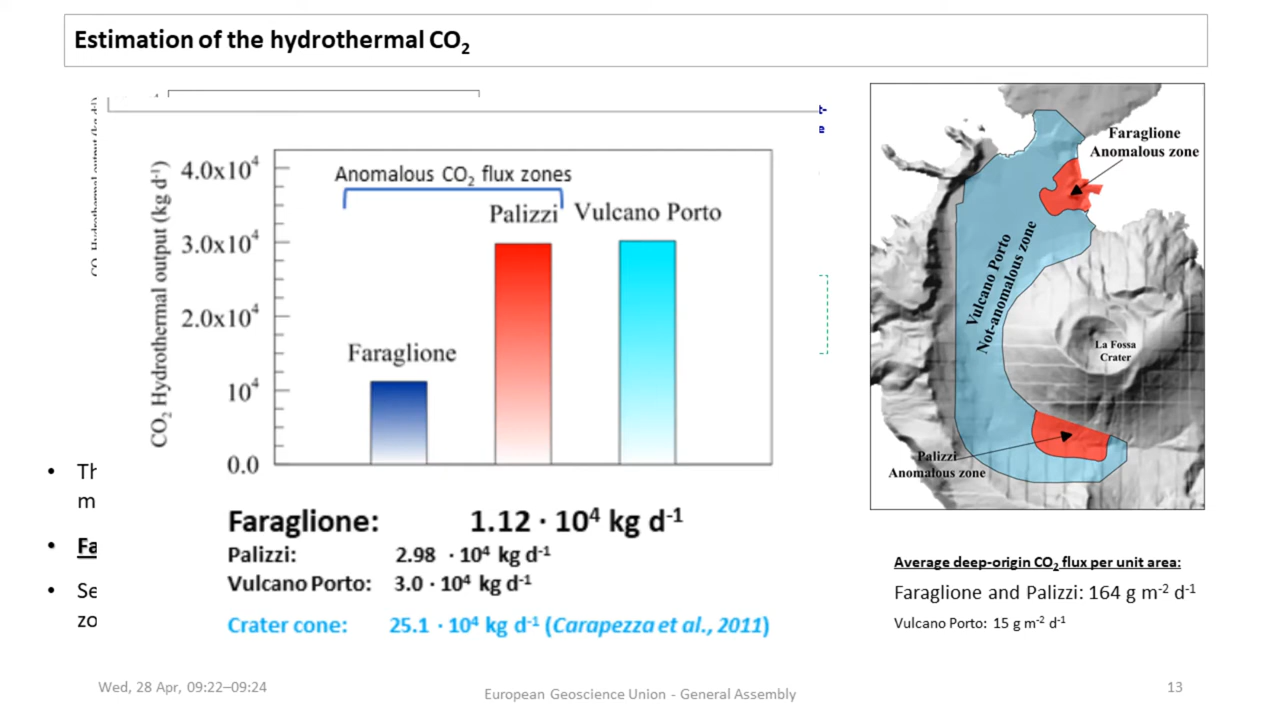 Estimation of the hydrothermal CO₂
CO₂ Hydrothermal output (kg d⁻¹)
4.0x10⁴
3.0x10⁴
2.0x10⁴
10⁴
0.0
Anomalous CO₂ flux zones
Palizzi
Vulcano Porto
Faraglione
Faraglione: 1.12 · 10⁴ kg d⁻¹
Palizzi: 2.98 · 10⁴ kg d⁻¹
Vulcano Porto: 3.0 · 10⁴ kg d⁻¹
Crater cone: 25.1 · 10⁴ kg d⁻¹ (Carapezza et al., 2011)
• Th
m
• Fa
• Se
zo
Faraglione
Anomalous zone
Vulcano Porto
Not-anomalous zone
La Fossa
Crater
Palizzi
Anomalous zone
Average deep-origin CO₂ flux per unit area:
Faraglione and Palizzi: 164 g m⁻² d⁻¹
Vulcano Porto: 15 g m⁻² d⁻¹
Wed, 28 Apr, 09:22–09:24
European Geoscience Union - General Assembly
13